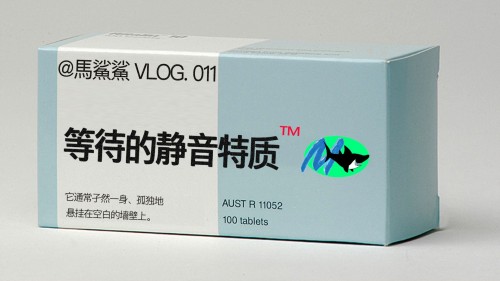 @馬鯊鯊 VLOG. 011
等待的静音特质™
它通常孑然一身、孤独地
悬挂在空白的墙壁上。
AUST R 11052
100 tablets